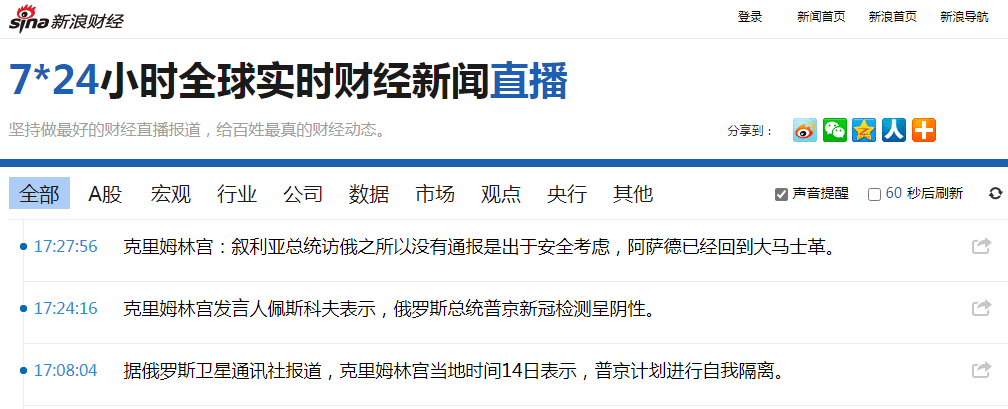 sina新浪财经
登录 新闻首页 新浪首页 新浪导航
7*24小时全球实时财经新闻直播
坚持做最好的财经直播报道，给百姓最真的财经动态。
分享到：
全部 A股 宏观 行业 公司 数据 市场 观点 央行 其他 声音提醒 60 秒后刷新
17:27:56 克里姆林宫：叙利亚总统访俄之所以没有通报是出于安全考虑，阿萨德已经回到大马士革。
17:24:16 克里姆林宫发言人佩斯科夫表示，俄罗斯总统普京新冠检测呈阴性。
17:08:04 据俄罗斯卫星通讯社报道，克里姆林宫当地时间14日表示，普京计划进行自我隔离。